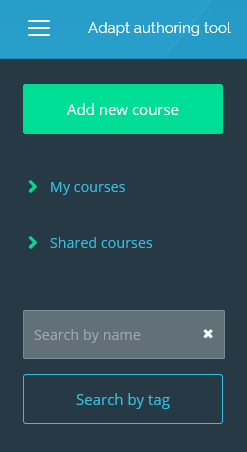 Adapt authoring tool
Add new course
My courses
Shared courses
Search by name
Search by tag